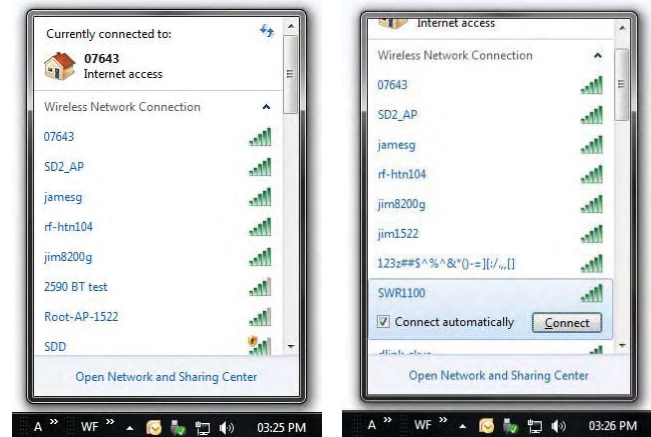 Currently connected to:
07643
Internet access
Wireless Network Connection
07643
SD2_AP
jamesg
rf-htn104
jim8200g
2590 BT test
Root-AP-1522
SDD
Open Network and Sharing Center
A » WF » 03:25 PM
Internet access
Wireless Network Connection
07643
SD2_AP
jamesg
rf-htn104
jim8200g
jim1522
SWR1100
Connect automatically Connect
Open Network and Sharing Center
A » WF » 03:26 PM